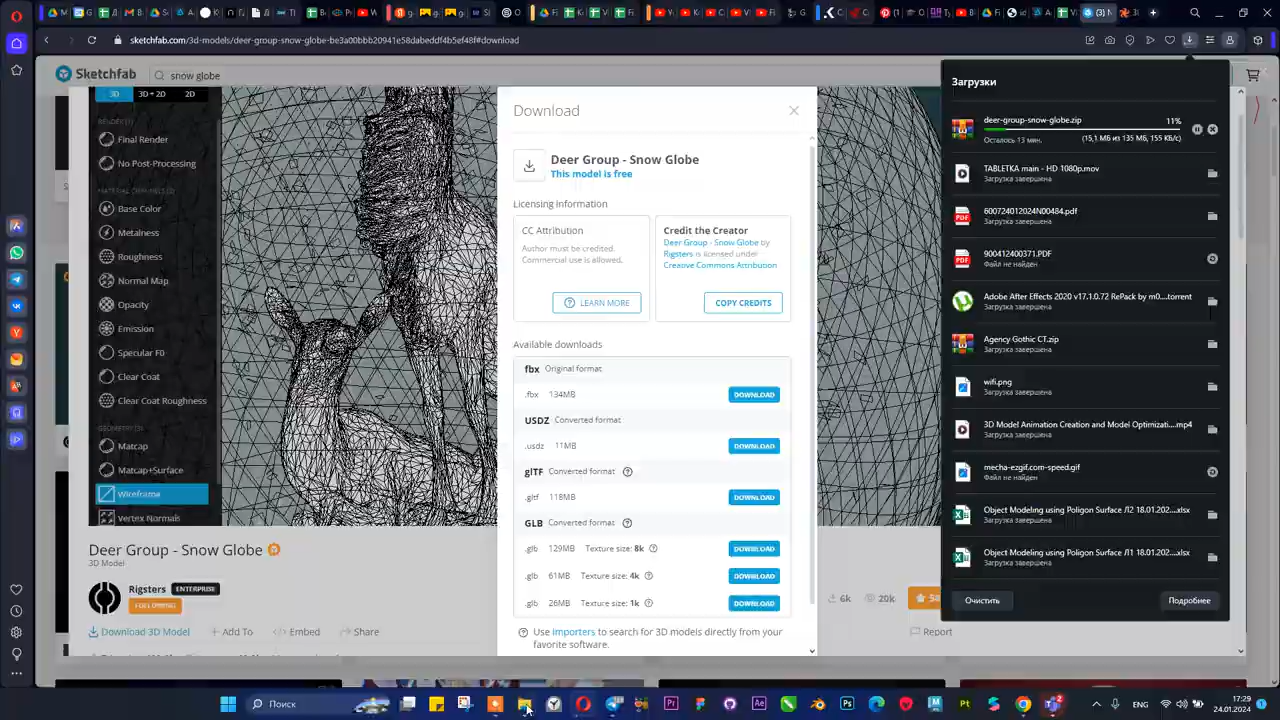 sketchfab.com/3d-models/deer-group-snow-globe-be3a00bbb20941e58dabeddf4b5ef48f#download
Sketchfab
snow globe
3D
3D + 2D
2D
Final Render
No Post-Processing
Base Color
Metalness
Roughness
Normal Map
Opacity
Emission
Specular F0
Clear Coat
Clear Coat Roughness
Matcap
Matcap+Surface
Wireframe
Vertex Normals
Deer Group - Snow Globe
3D Model
Rigsters
ENTERPRISE
FOLLOWING
Download 3D Model
Add To
Embed
Share
6k
20k
Report
Download
Deer Group - Snow Globe
This model is free
Licensing Information
CC Attribution
Author must be credited.
Commercial use is allowed.
LEARN MORE
Credit the Creator
Deer Group - Snow Globe by
Rigsters is licensed under
Creative Commons Attribution
COPY CREDITS
Available downloads
fbx Original format
.fbx 134MB DOWNLOAD
USDZ Converted format
.usdz 11MB DOWNLOAD
glTF Converted format
.gltf 118MB DOWNLOAD
GLB Converted format
.glb 129MB Texture size: 8k DOWNLOAD
.glb 61MB Texture size: 4k DOWNLOAD
.glb 26MB Texture size: 1k DOWNLOAD
Use importers to search for 3D models directly from your
favorite software.
Загрузки
deer-group-snow-globe.zip 11%
Осталось 13 мин. (15,1 МБ из 135 МБ, 155 КБ/с)
TABLETKA main - HD 1080p.mov
Загрузка завершена
600724012024N00484.pdf
Загрузка завершена
900412400371.PDF
Файл не найден
Adobe After Effects 2020 v17.1.0.72 RePack by m0....torrent
Загрузка завершена
Agency Gothic CT.zip
Загрузка завершена
wifi.png
Загрузка завершена
3D Model Animation Creation and Model Optimizati....mp4
Загрузка завершена
mecha-ezgif.com-speed.gif
Файл не найден
Object Modeling using Poligon Surface Л2 18.01.202....xlsx
Загрузка завершена
Object Modeling using Poligon Surface Л1 18.01.202....xlsx
Загрузка завершена
Очистить
Подробнее
Поиск
ENG
17:29
24.01.2024